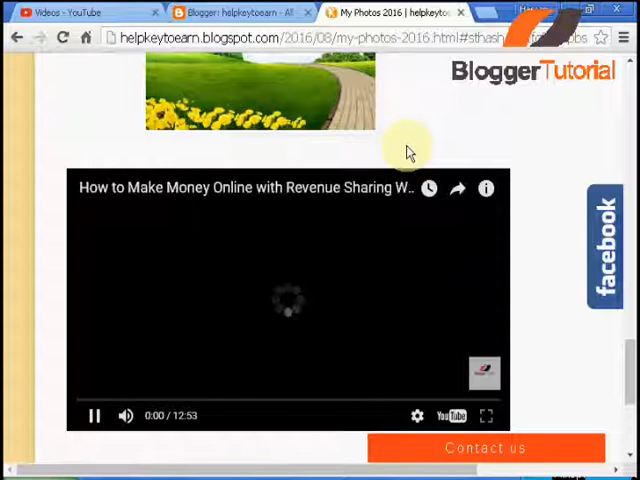 Videos - YouTube
Blogger: helpkeytoearn - All
My Photos 2016 | helpkeyto
helpkeytoearn.blogspot.com/2016/08/my-photos-2016.html#sthash
BloggerTutorial
How to Make Money Online with Revenue Sharing W...
facebook
0:00 / 12:53
YouTube
Contact us